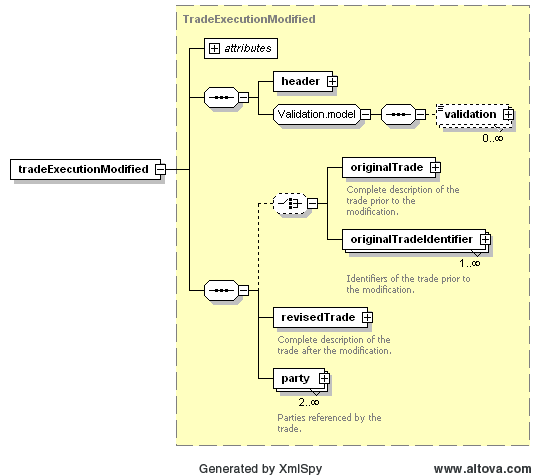 TradeExecutionModified
attributes
header
Validation.model
validation
0..∞
tradeExecutionModified
originalTrade
Complete description of the
trade prior to the
modification.
originalTradeIdentifier
1..∞
Identifiers of the trade prior to
the modification.
revisedTrade
Complete description of the
trade after the modification.
party
2..∞
Parties referenced by the
trade.
Generated by XmlSpy
www.altova.com